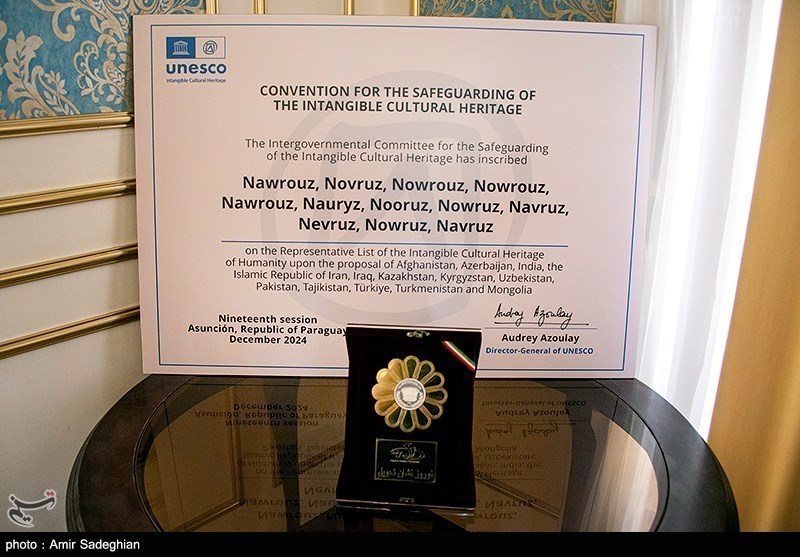 unesco
Intangible Cultural Heritage
CONVENTION FOR THE SAFEGUARDING OF
THE INTANGIBLE CULTURAL HERITAGE
The Intergovernmental Committee for the Safeguarding
of the Intangible Cultural Heritage has inscribed
Nawrouz, Novruz, Nowrouz, Nowrouz,
Nawrouz, Nauryz, Nooruz, Nowruz, Navruz,
Nevruz, Nowruz, Navruz
on the Representative List of the Intangible Cultural Heritage
of Humanity upon the proposal of Afghanistan, Azerbaijan, India, the
Islamic Republic of Iran, Iraq, Kazakhstan, Kyrgyzstan, Uzbekistan,
Pakistan, Tajikistan, Türkiye, Turkmenistan and Mongolia
Nineteenth session
Asunción, Republic of Paraguay
December 2024
Audrey Azoulay
Audrey Azoulay
Director-General of UNESCO
نوروز
تسنیم
photo : Amir Sadeghian